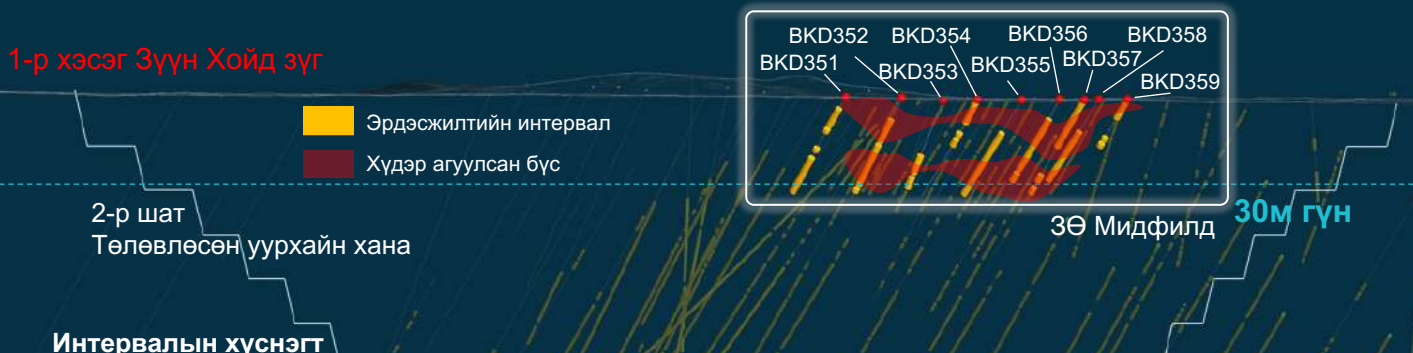 1-р хэсэг Зүүн Хойд зүг
BKD352 BKD354 BKD356 BKD358
BKD351 BKD353 BKD355 BKD357
BKD359
Эрдэсжилтийн интервал
Хүдэр агуулсан бүс
2-р шат
Төлөвлөсөн уурхайн хана
ЗӨ Мидфилд
30м гүн
Интервалын хүснэгт